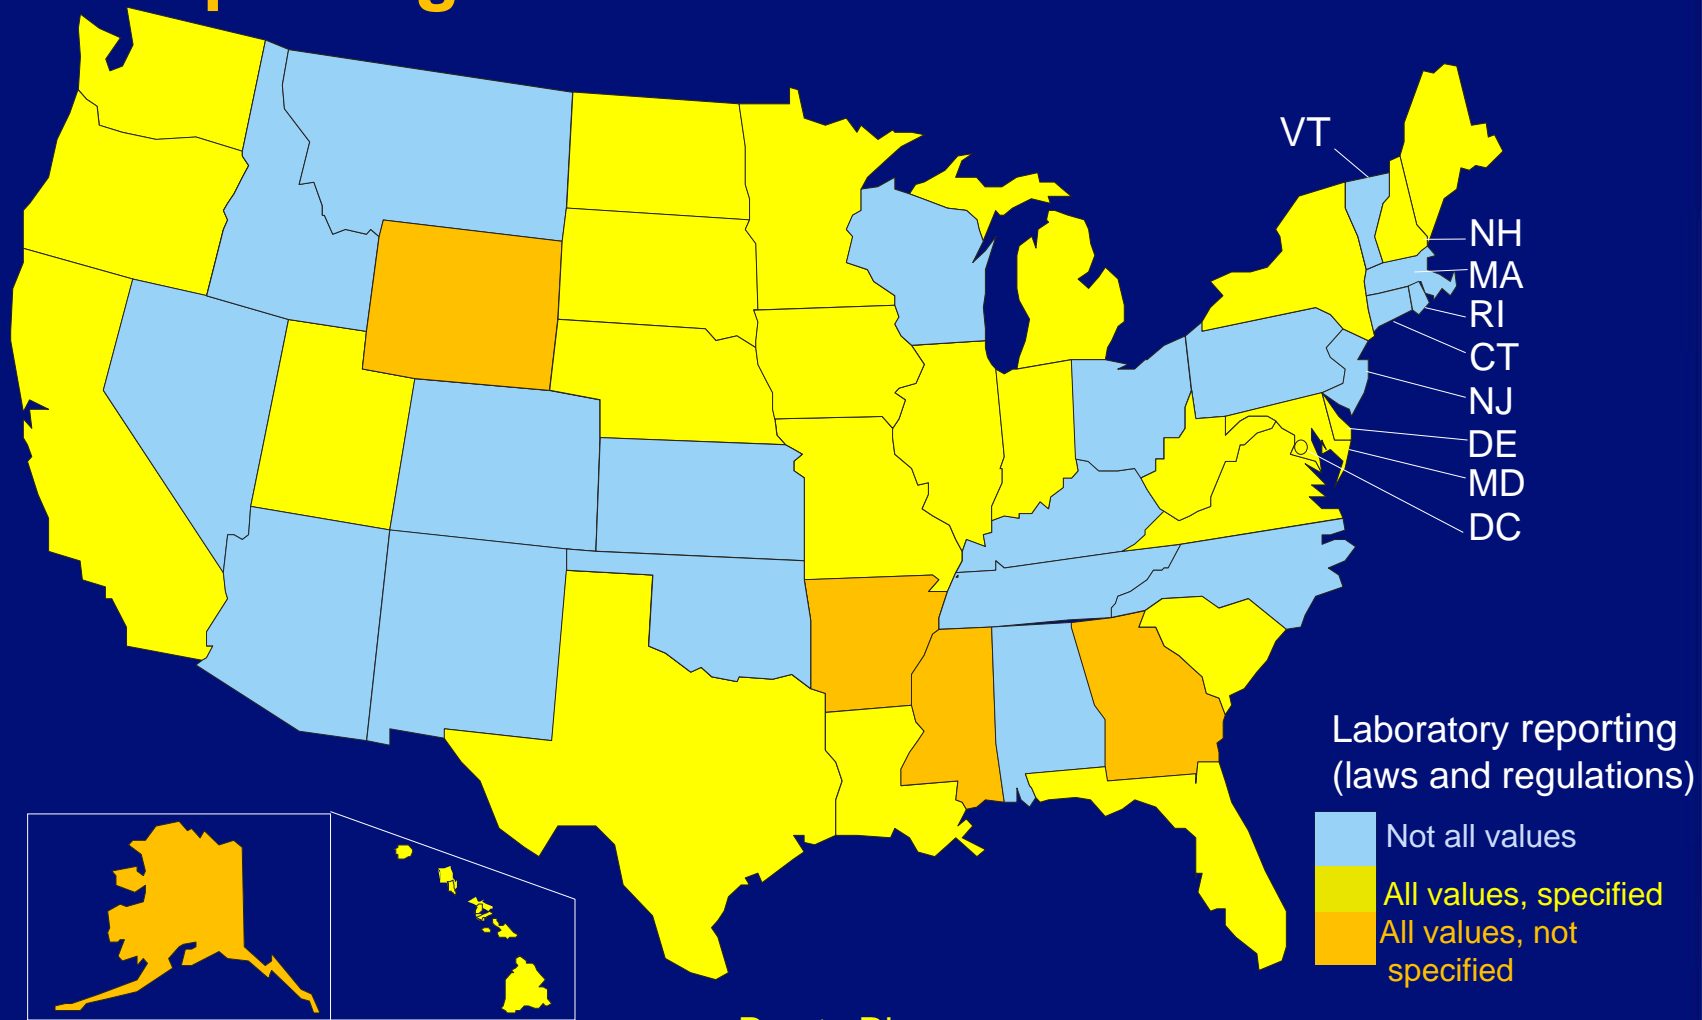 VT
NH
MA
RI
CT
NJ
DE
MD
DC
Laboratory reporting
(laws and regulations)
Not all values
All values, specified
All values, not
specified